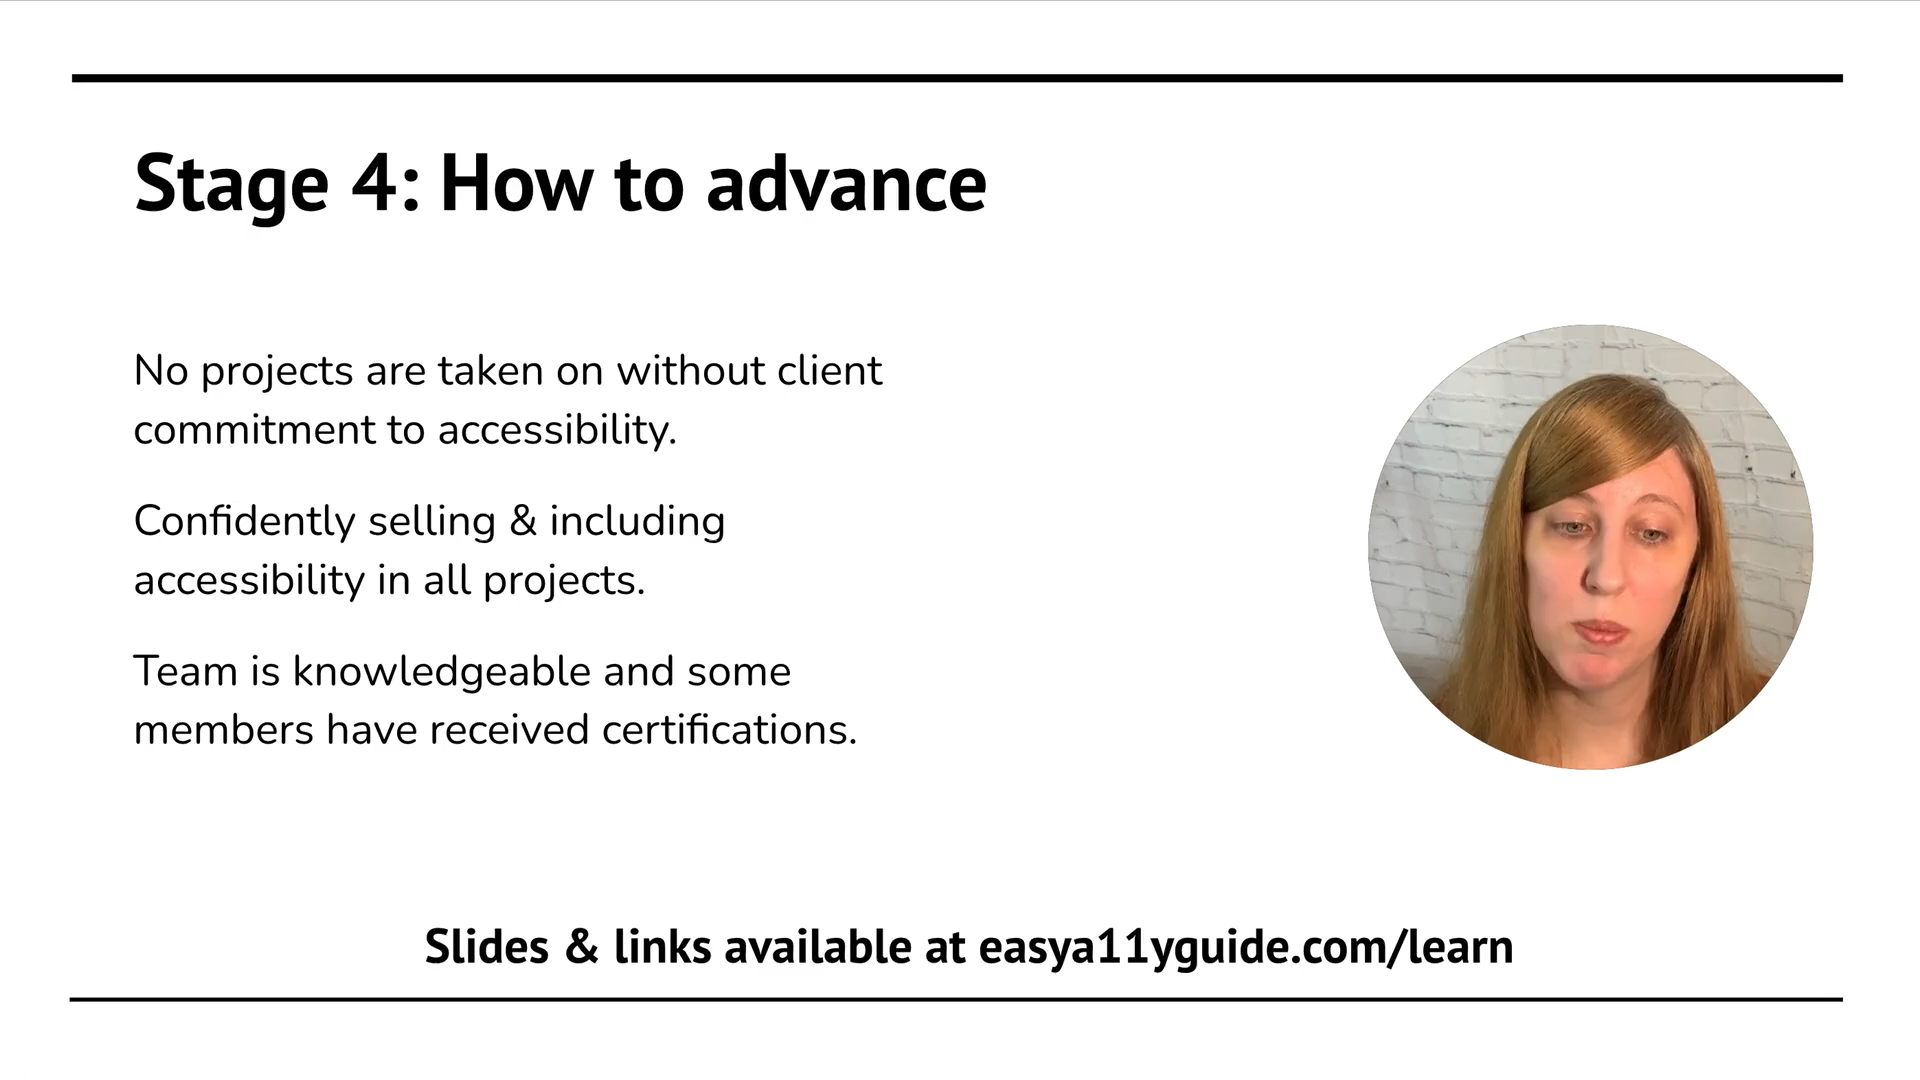 Stage 4: How to advance
No projects are taken on without client
commitment to accessibility.
Confidently selling & including
accessibility in all projects.
Team is knowledgeable and some
members have received certifications.
Slides & links available at easya11yguide.com/learn